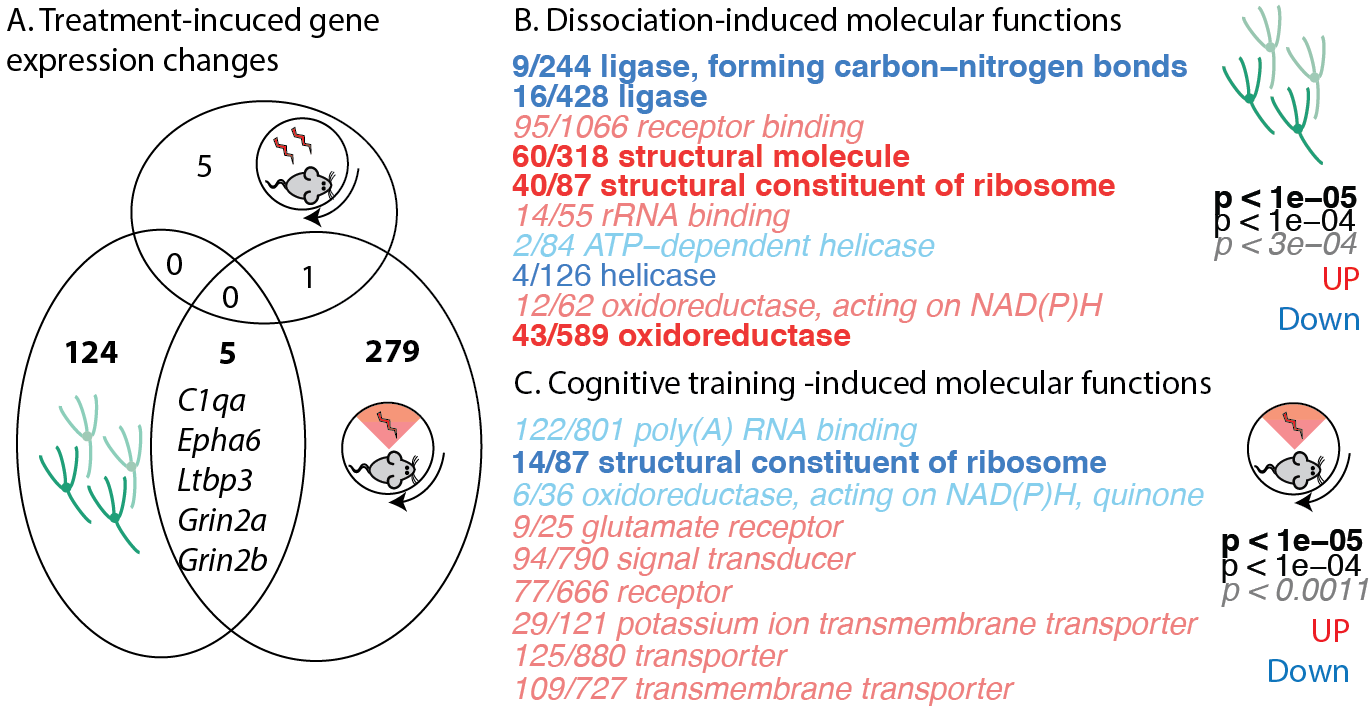 A. Treatment-incuced gene
expression changes
5
0
1
0
124
5
279
C1qa
Epha6
Ltbp3
Grin2a
Grin2b
B. Dissociation-induced molecular functions
9/244 ligase, forming carbon−nitrogen bonds
16/428 ligase
95/1066 receptor binding
60/318 structural molecule
40/87 structural constituent of ribosome
14/55 rRNA binding
2/84 ATP−dependent helicase
4/126 helicase
12/62 oxidoreductase, acting on NAD(P)H
43/589 oxidoreductase
p < 1e−05
p < 1e−04
p < 3e−04
UP
Down
C. Cognitive training -induced molecular functions
122/801 poly(A) RNA binding
14/87 structural constituent of ribosome
6/36 oxidoreductase, acting on NAD(P)H, quinone
9/25 glutamate receptor
94/790 signal transducer
77/666 receptor
29/121 potassium ion transmembrane transporter
125/880 transporter
109/727 transmembrane transporter
p < 1e−05
p < 1e−04
p < 0.0011
UP
Down